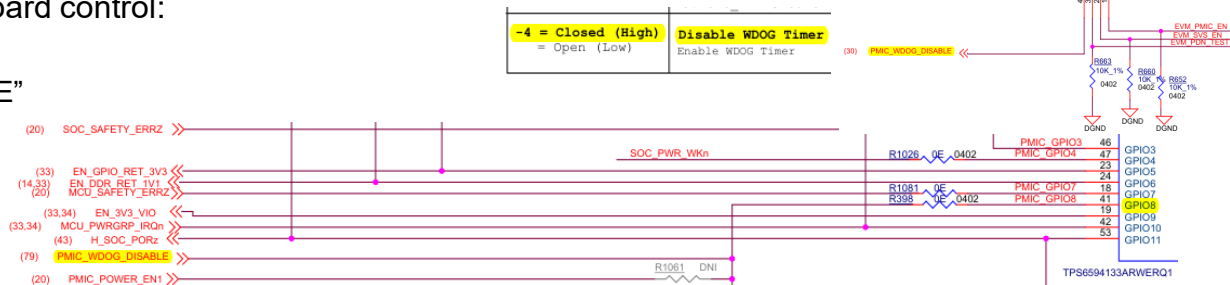 oard control:
-4 = Closed (High) Disable WDOG Timer
= Open (Low) Enable WDOG Timer
(30) PMIC_WDOG_DISABLE
EVM_PMIC_EN
EVM_SVS_EN
EVM_PDN_TEST
R663
10K_1%
0402
R660
10K_1%
0402
R652
10K_1%
0402
DGND
DGND
DGND
E”
(20) SOC_SAFETY_ERRZ
SOC_PWR_WKn
(33) EN_GPIO_RET_3V3
(14,33) EN_DDR_RET_1V1
(20) MCU_SAFETY_ERRZ
(33,34) EN_3V3_VIO
(33,34) MCU_PWRGRP_IRQn
(43) H_SOC_PORz
(79) PMIC_WDOG_DISABLE
(20) PMIC_POWER_EN1
R1061 DNI
R1026 0E 0402
R1081 0E
R398 0E 0402
PMIC_GPIO3 46 GPIO3
PMIC_GPIO4 47 GPIO4
23 GPIO5
24 GPIO6
PMIC_GPIO7 18 GPIO7
PMIC_GPIO8 41 GPIO8
19 GPIO9
42 GPIO10
53 GPIO11
TPS6594133ARWERQ1